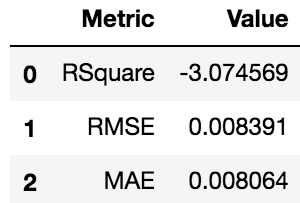 Metric Value
0 RSquare -3.074569
1 RMSE 0.008391
2 MAE 0.008064